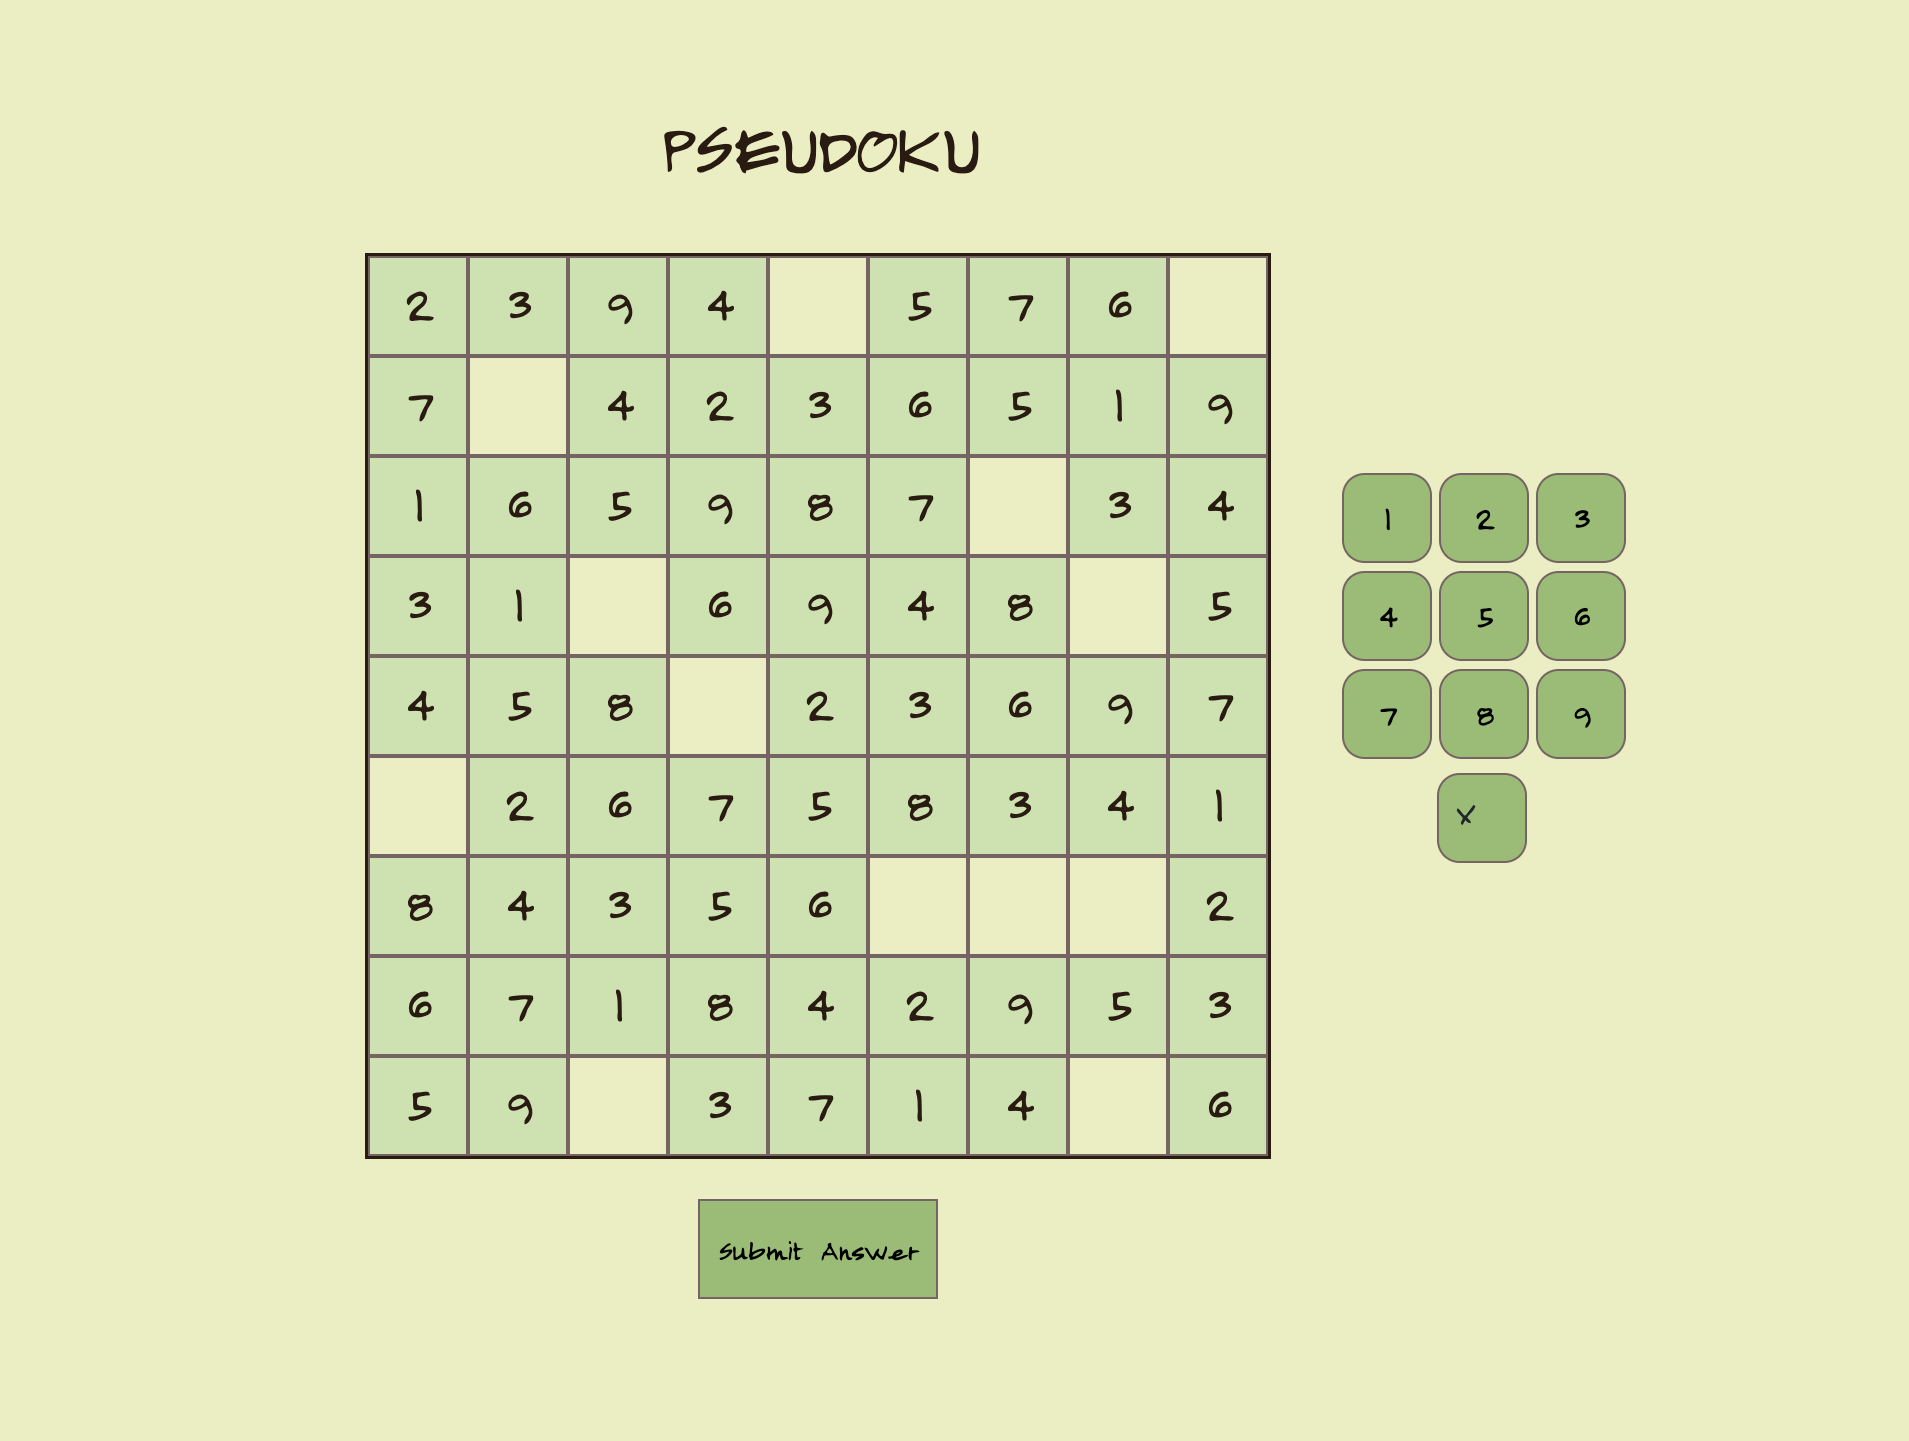 PSEUDOKU
2 3 9 4 5 7 6
7 4 2 3 6 5 1 9
1 6 5 9 8 7 3 4
3 1 6 9 4 8 5
4 5 8 2 3 6 9 7
2 6 7 5 8 3 4 1
8 4 3 5 6 2
6 7 1 8 4 2 9 5 3
5 9 3 7 1 4 6
1 2 3
4 5 6
7 8 9
x
Submit Answer